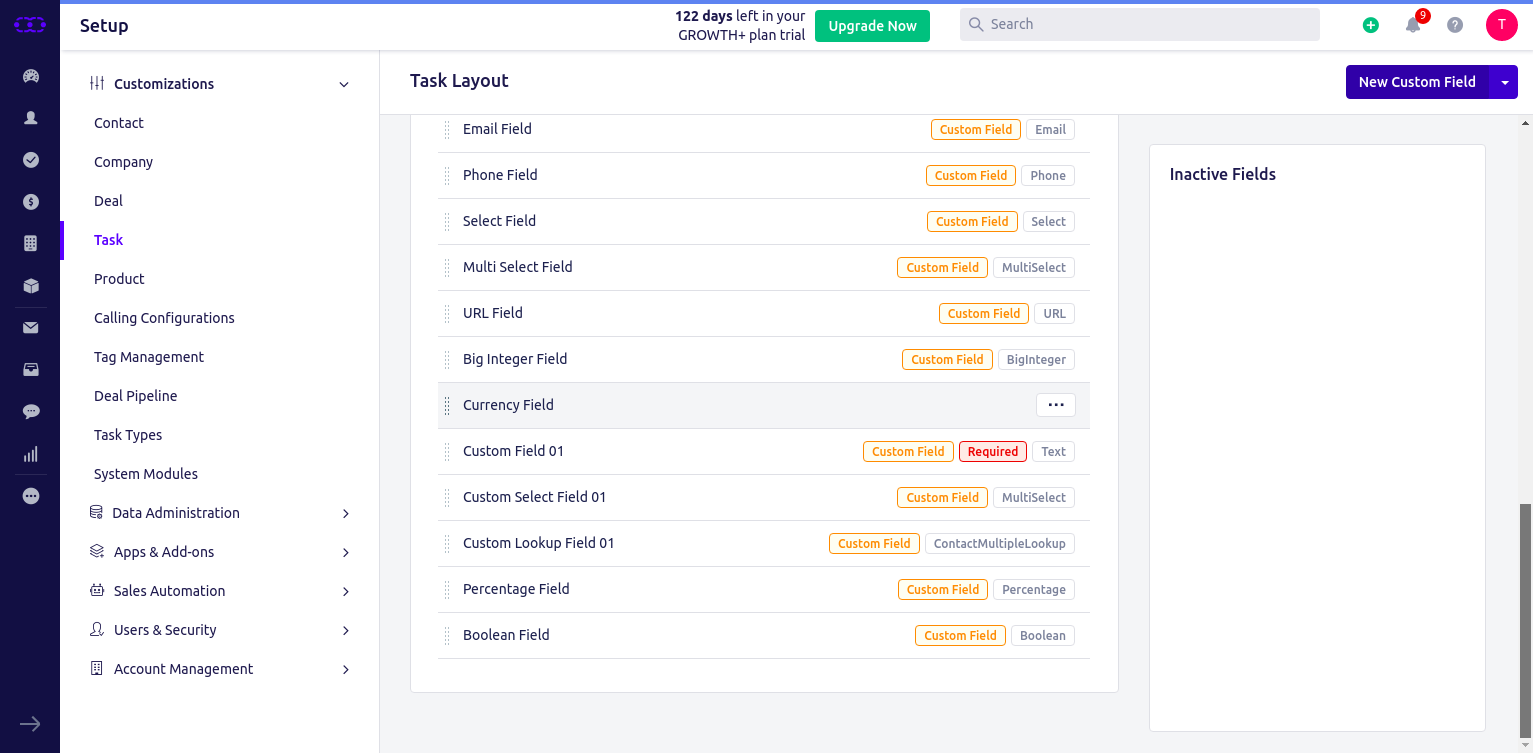 Setup
122 days left in your
GROWTH+ plan trial
Upgrade Now
Search
9
T
Customizations
Contact
Company
Deal
Task
Product
Calling Configurations
Tag Management
Deal Pipeline
Task Types
System Modules
Data Administration
Apps & Add-ons
Sales Automation
Users & Security
Account Management
Task Layout
New Custom Field
Email Field Custom Field Email
Phone Field Custom Field Phone
Select Field Custom Field Select
Multi Select Field Custom Field MultiSelect
URL Field Custom Field URL
Big Integer Field Custom Field BigInteger
Currency Field
Custom Field 01 Custom Field Required Text
Custom Select Field 01 Custom Field MultiSelect
Custom Lookup Field 01 Custom Field ContactMultipleLookup
Percentage Field Custom Field Percentage
Boolean Field Custom Field Boolean
Inactive Fields